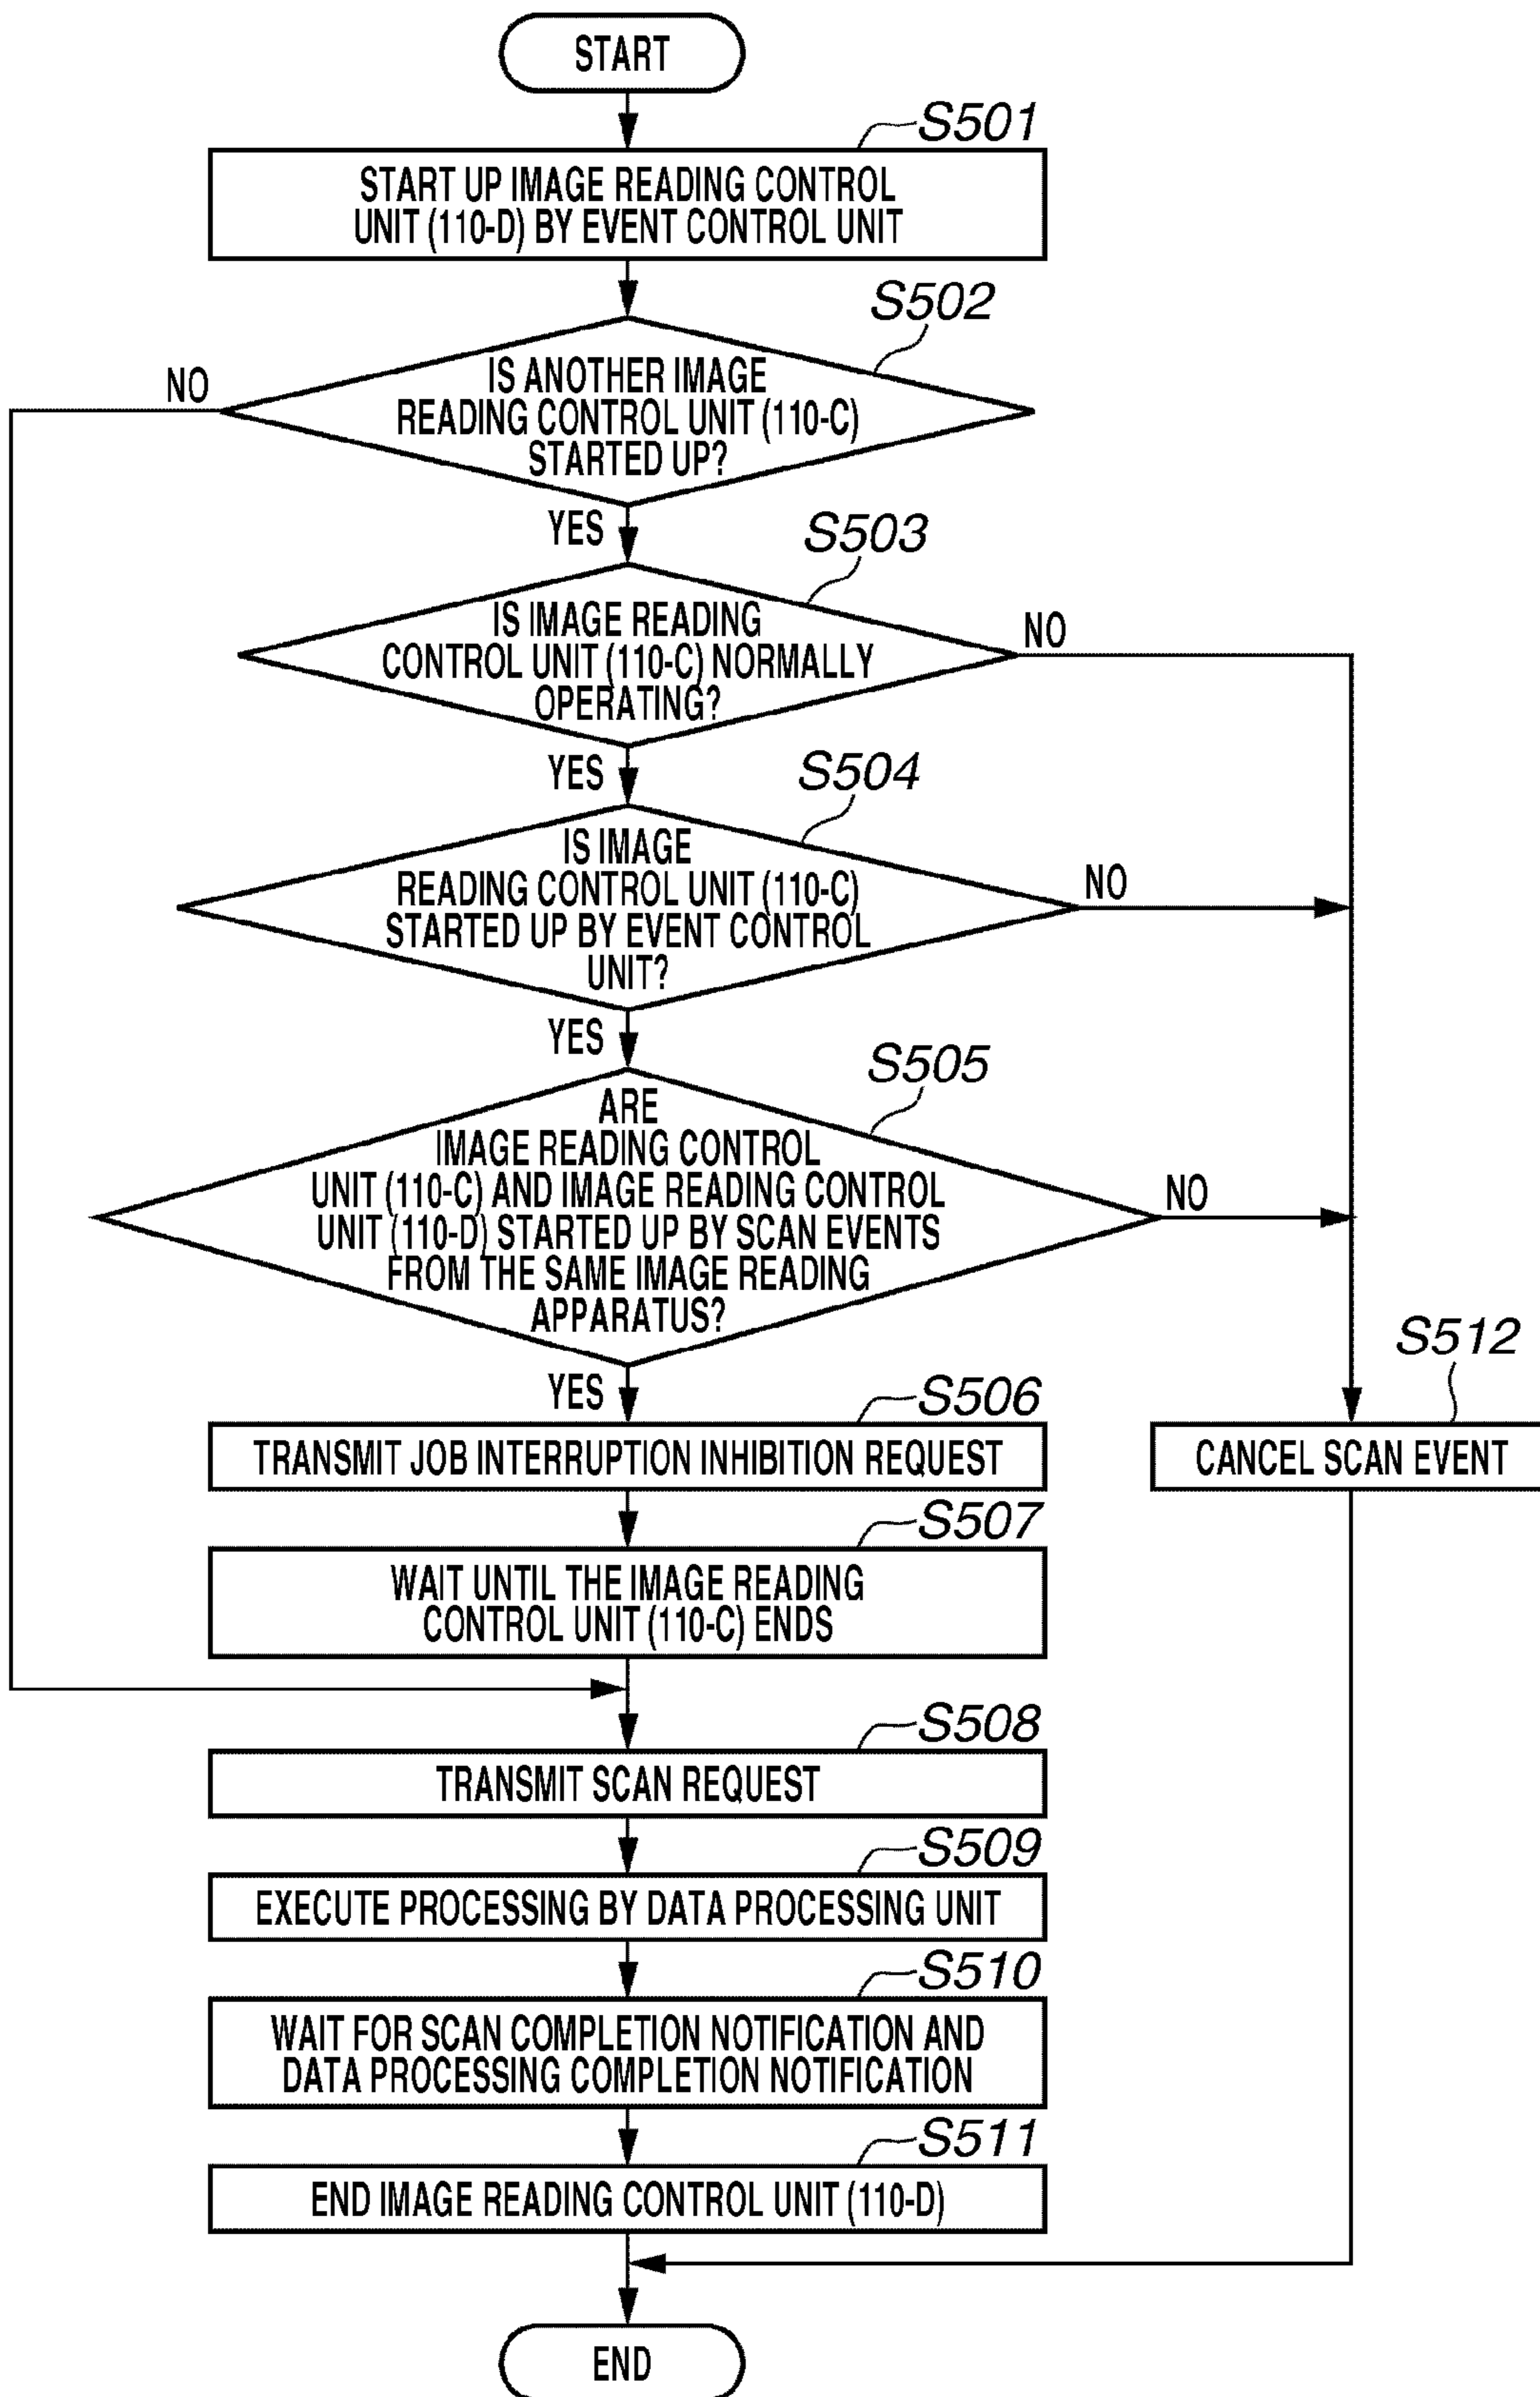 START
S501
START UP IMAGE READING CONTROL
UNIT (110-D) BY EVENT CONTROL UNIT
S502
IS ANOTHER IMAGE
READING CONTROL UNIT (110-C)
STARTED UP?
NO
YES
S503
IS IMAGE READING
CONTROL UNIT (110-C) NORMALLY
OPERATING?
NO
YES
S504
IS IMAGE
READING CONTROL UNIT (110-C)
STARTED UP BY EVENT CONTROL
UNIT?
NO
YES
S505
ARE
IMAGE READING CONTROL
UNIT (110-C) AND IMAGE READING CONTROL
UNIT (110-D) STARTED UP BY SCAN EVENTS
FROM THE SAME IMAGE READING
APPARATUS?
NO
YES
S506
TRANSMIT JOB INTERRUPTION INHIBITION REQUEST
S512
CANCEL SCAN EVENT
S507
WAIT UNTIL THE IMAGE READING
CONTROL UNIT (110-C) ENDS
S508
TRANSMIT SCAN REQUEST
S509
EXECUTE PROCESSING BY DATA PROCESSING UNIT
S510
WAIT FOR SCAN COMPLETION NOTIFICATION AND
DATA PROCESSING COMPLETION NOTIFICATION
S511
END IMAGE READING CONTROL UNIT (110-D)
END